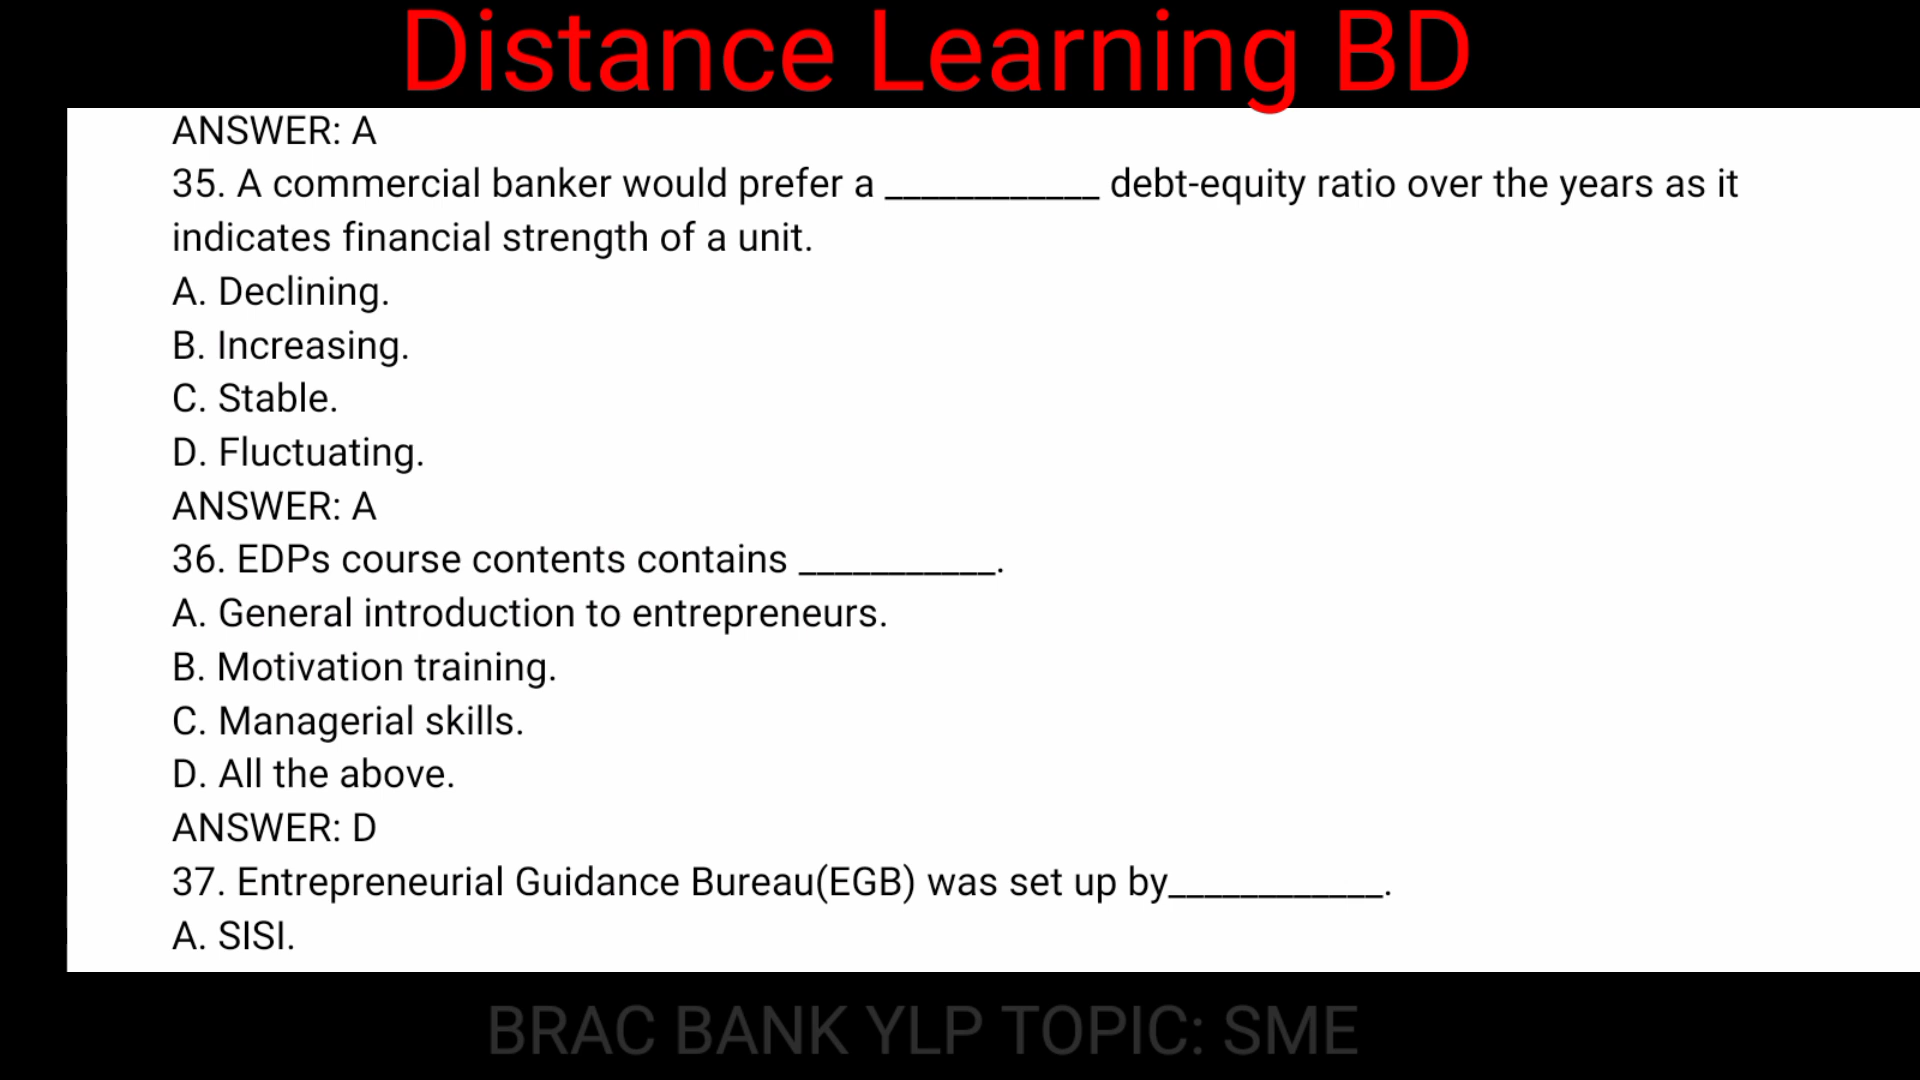 Distance Learning BD
ANSWER: A
35. A commercial banker would prefer a ____________ debt-equity ratio over the years as it
indicates financial strength of a unit.
A. Declining.
B. Increasing.
C. Stable.
D. Fluctuating.
ANSWER: A
36. EDPs course contents contains ___________.
A. General introduction to entrepreneurs.
B. Motivation training.
C. Managerial skills.
D. All the above.
ANSWER: D
37. Entrepreneurial Guidance Bureau(EGB) was set up by____________.
A. SISI.
BRAC BANK YLP TOPIC: SME